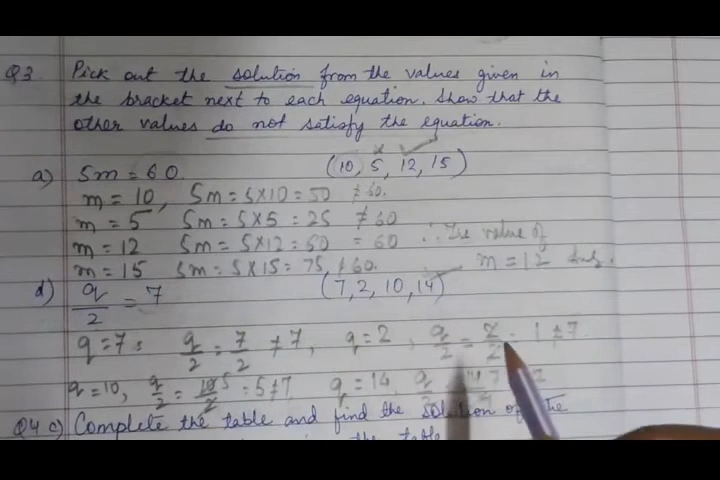 Q3 Pick out the solution from the values given in
the bracket next to each equation. Show that the
other values do not satisfy the equation.
a) 5m = 60. (10, 5, 12, 15)
m = 10, 5m = 5×10 = 50 ≠ 60.
m = 5 5m = 5×5 = 25 ≠ 60
m = 12 5m = 5×12 = 60 = 60 ∴ The value of
m = 15 5m = 5×15 = 75, ≠ 60. m = 12 Ans.
d) q/2 = 7 (7, 2, 10, 14)
q = 7, q/2 = 7/2 ≠ 7, q = 2, q/2 = 2/2 = 1 ≠ 7
q = 10, q/2 = 10/2 5 = 5 ≠ 7 q = 14, q
Q4 c) Complete the table and find the solution of the
the table